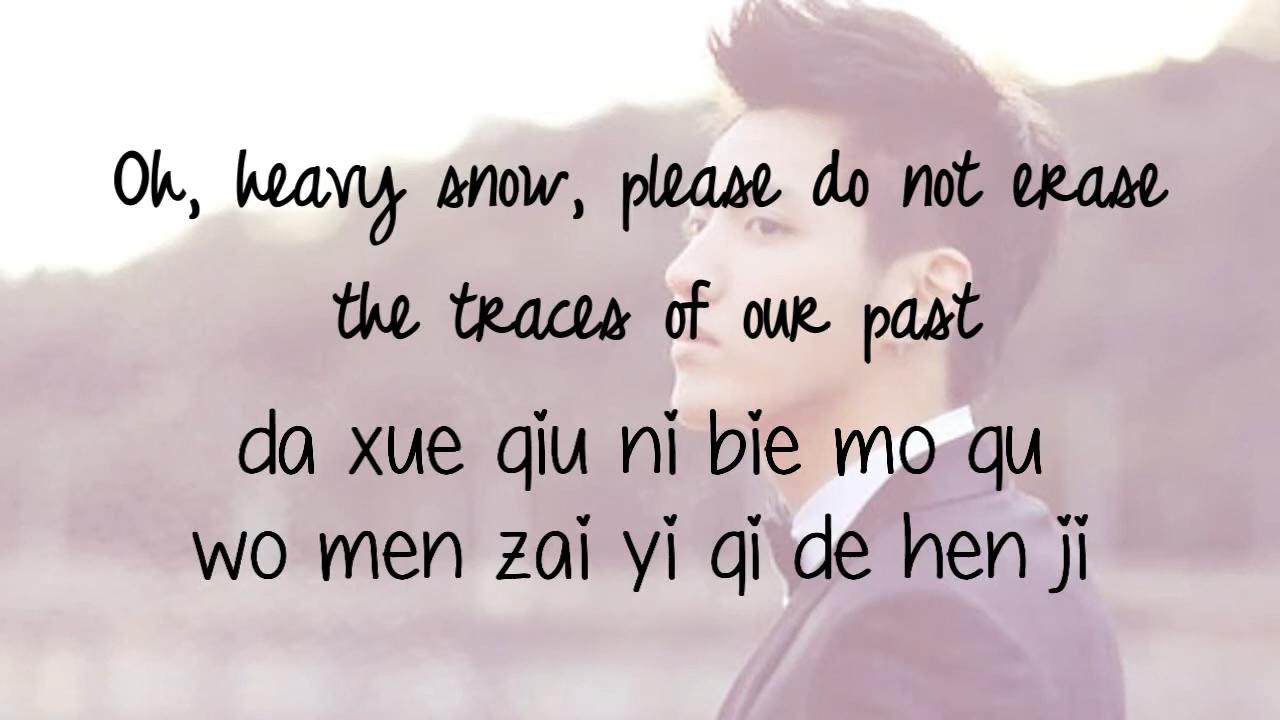 Oh, heavy snow, please do not erase
the traces of our past
da xue qiu ni bie mo qu
wo men zai yi qi de hen ji